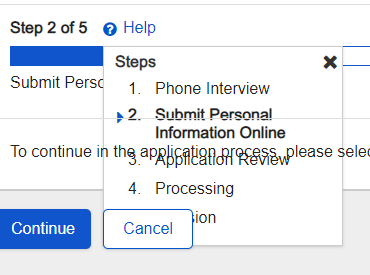 Step 2 of 5 Help
Steps
Submit Perso
1. Phone Interview
2. Submit Personal
Information Online
To continue in the application process, please selec
3. Application Review
4. Processing
sion
Continue
Cancel